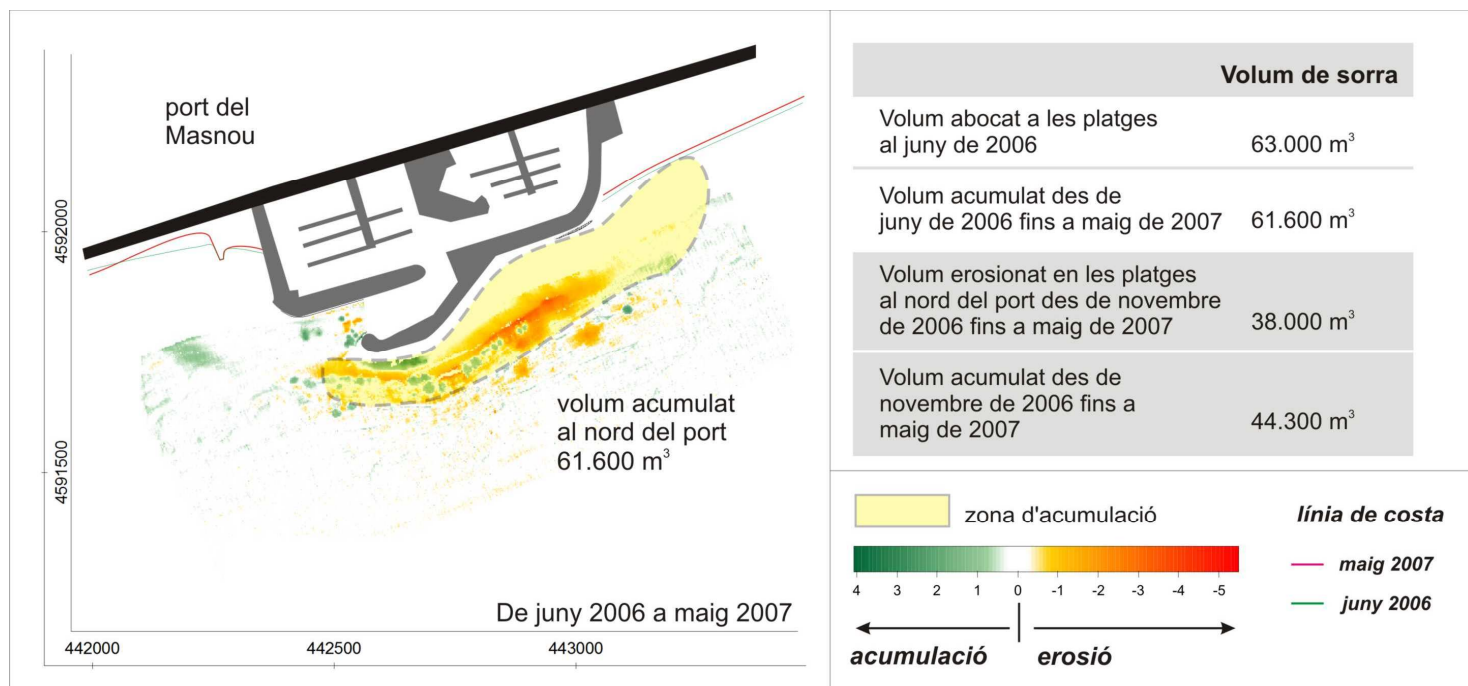 port del
Masnou
4592000
4591500
volum acumulat
al nord del port
61.600 m³
De juny 2006 a maig 2007
442000
442500
443000
Volum de sorra
Volum abocat a les platges
al juny de 2006
63.000 m³
Volum acumulat des de
juny de 2006 fins a maig de 2007
61.600 m³
Volum erosionat en les platges
al nord del port des de novembre
de 2006 fins a maig de 2007
38.000 m³
Volum acumulat des de
novembre de 2006 fins a
maig de 2007
44.300 m³
zona d'acumulació
4 3 2 1 0 -1 -2 -3 -4 -5
acumulació erosió
línia de costa
maig 2007
juny 2006